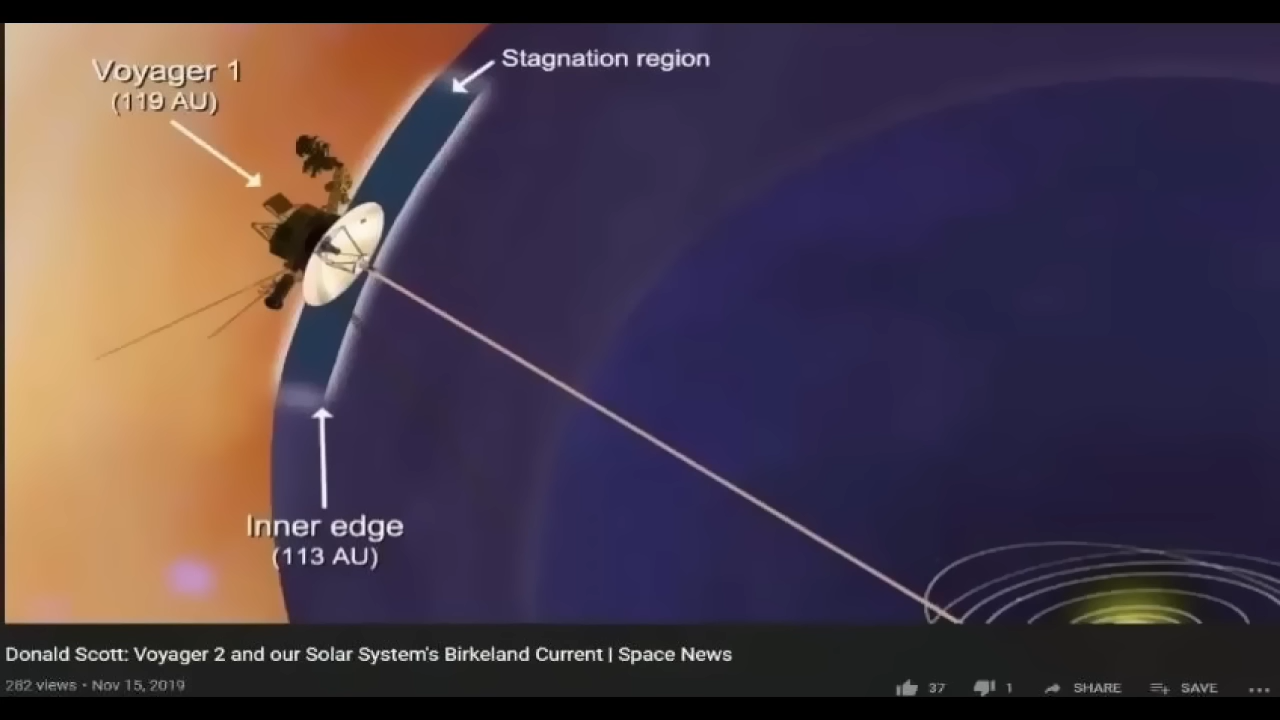 Stagnation region
Voyager 1
(119 AU)
Inner edge
(113 AU)
Donald Scott: Voyager 2 and our Solar System's Birkeland Current | Space News
282 views • Nov 15, 2019
37
1
SHARE
SAVE